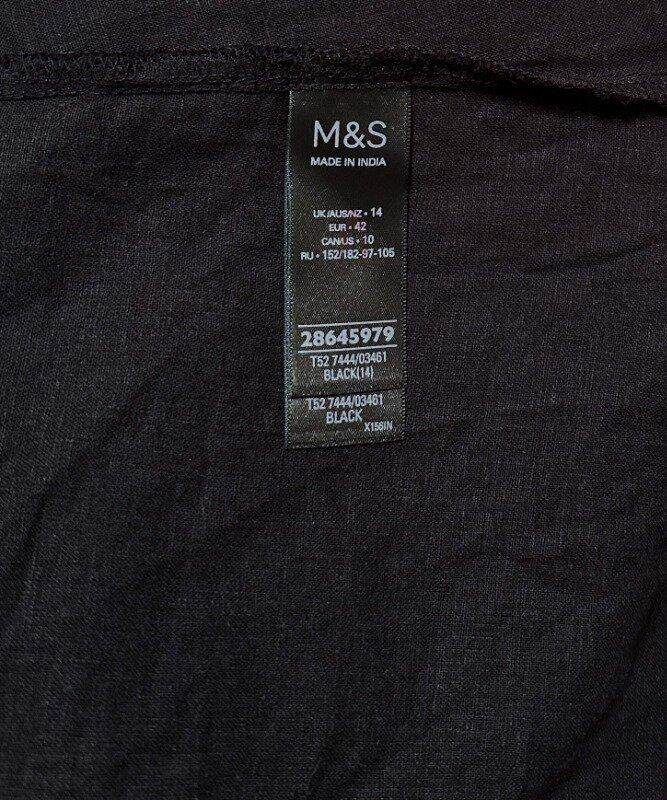 M&S
MADE IN INDIA
UK/AUS/NZ • 14
EUR • 42
CAN/US • 10
RU • 152/182-97-105
28645979
T52 7444/03461
BLACK(14)
T52 7444/03461
BLACK
X156IN